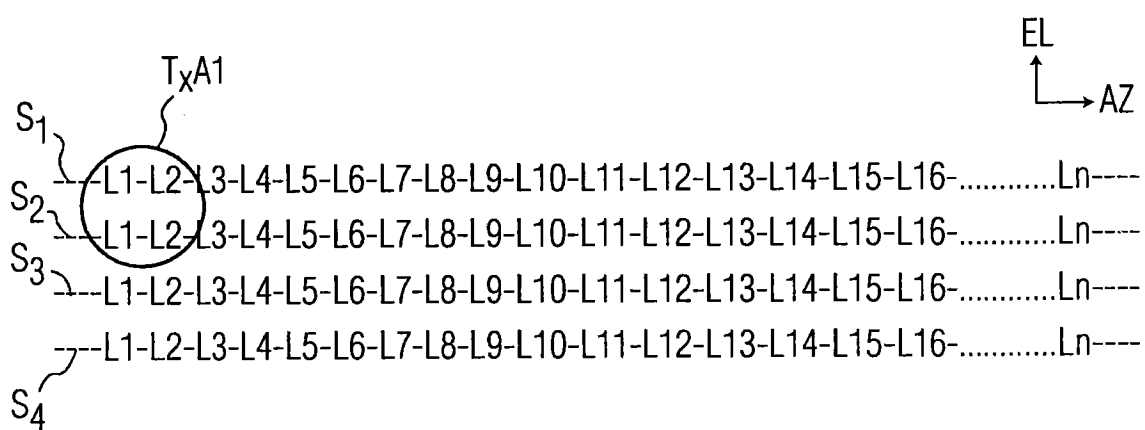 EL
AZ
TxA1
S1
----L1-L2-L3-L4-L5-L6-L7-L8-L9-L10-L11-L12-L13-L14-L15-L16-............Ln----
S2
----L1-L2-L3-L4-L5-L6-L7-L8-L9-L10-L11-L12-L13-L14-L15-L16-............Ln----
S3
----L1-L2-L3-L4-L5-L6-L7-L8-L9-L10-L11-L12-L13-L14-L15-L16-............Ln----
----L1-L2-L3-L4-L5-L6-L7-L8-L9-L10-L11-L12-L13-L14-L15-L16-............Ln----
S4